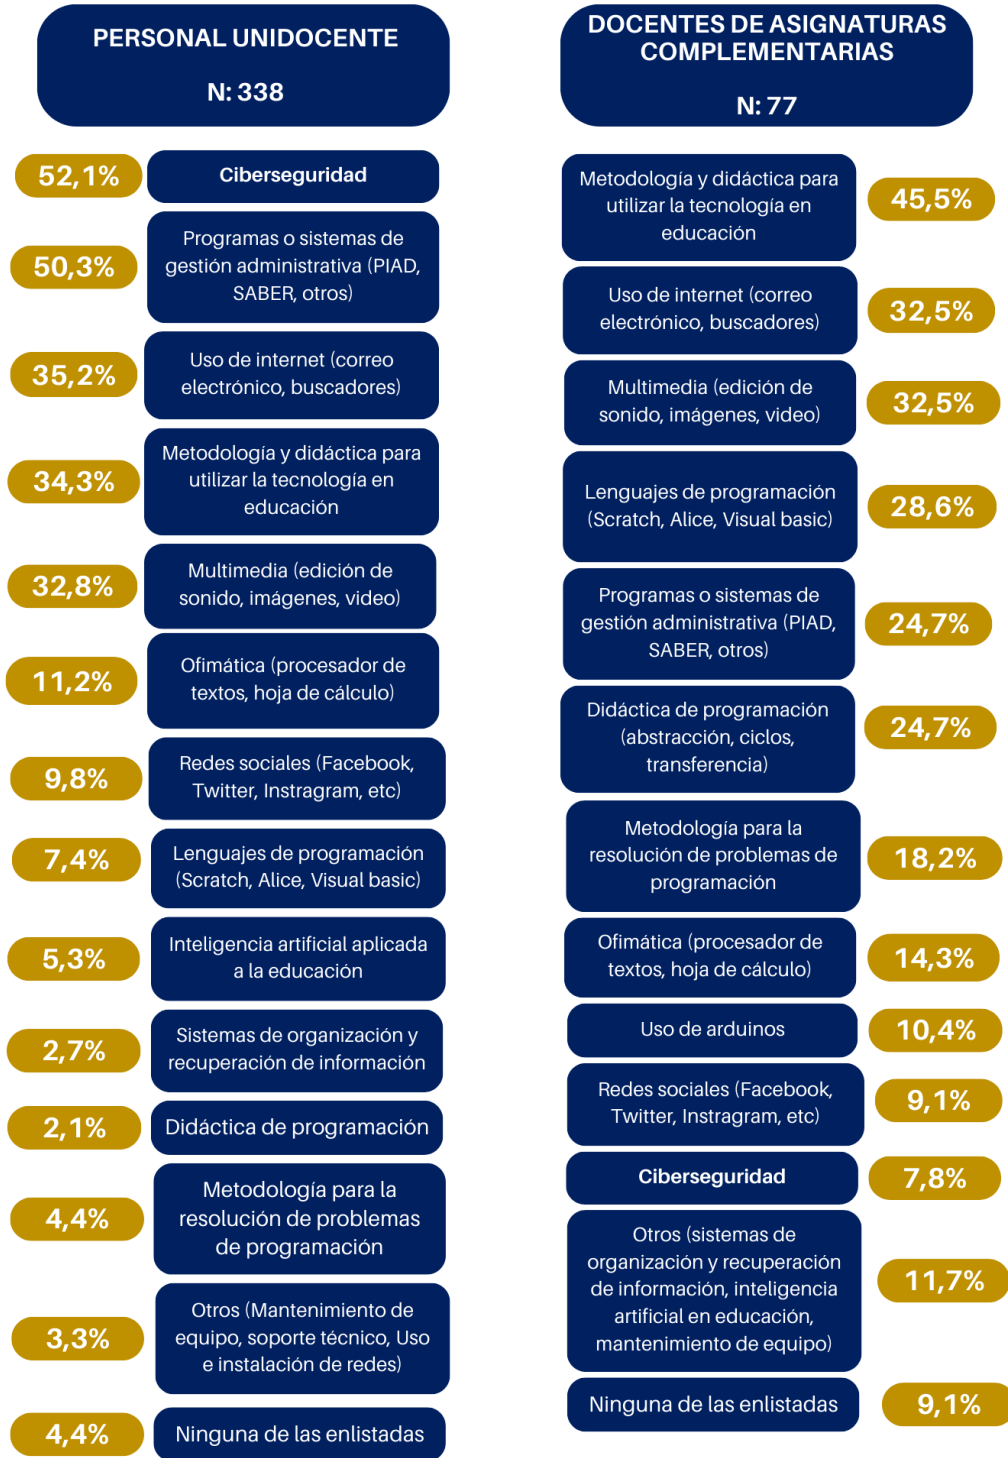 PERSONAL UNIDOCENTE
N: 338
52,1%
Ciberseguridad
50,3%
Programas o sistemas de
gestión administrativa (PIAD,
SABER, otros)
35,2%
Uso de internet (correo
electrónico, buscadores)
34,3%
Metodología y didáctica para
utilizar la tecnología en
educación
32,8%
Multimedia (edición de
sonido, imágenes, video)
11,2%
Ofimática (procesador de
textos, hoja de cálculo)
9,8%
Redes sociales (Facebook,
Twitter, Instragram, etc)
7,4%
Lenguajes de programación
(Scratch, Alice, Visual basic)
5,3%
Inteligencia artificial aplicada
a la educación
2,7%
Sistemas de organización y
recuperación de información
2,1%
Didáctica de programación
4,4%
Metodología para la
resolución de problemas
de programación
3,3%
Otros (Mantenimiento de
equipo, soporte técnico, Uso
e instalación de redes)
4,4%
Ninguna de las enlistadas
DOCENTES DE ASIGNATURAS
COMPLEMENTARIAS
N: 77
Metodología y didáctica para
utilizar la tecnología en
educación
45,5%
Uso de internet (correo
electrónico, buscadores)
32,5%
Multimedia (edición de
sonido, imágenes, video)
32,5%
Lenguajes de programación
(Scratch, Alice, Visual basic)
28,6%
Programas o sistemas de
gestión administrativa (PIAD,
SABER, otros)
24,7%
Didáctica de programación
(abstracción, ciclos,
transferencia)
24,7%
Metodología para la
resolución de problemas de
programación
18,2%
Ofimática (procesador de
textos, hoja de cálculo)
14,3%
Uso de arduinos
10,4%
Redes sociales (Facebook,
Twitter, Instragram, etc)
9,1%
Ciberseguridad
7,8%
Otros (sistemas de
organización y recuperación
de información, inteligencia
artificial en educación,
mantenimiento de equipo)
11,7%
Ninguna de las enlistadas
9,1%